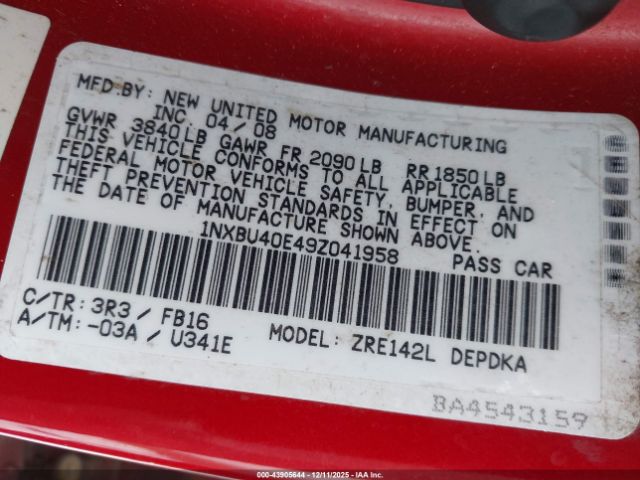 MFD.BY: NEW UNITED MOTOR MANUFACTURING
INC. 04/08
GVWR 3840LB GAWR FR 2090LB RR1850LB
THIS VEHICLE CONFORMS TO ALL APPLICABLE
FEDERAL MOTOR VEHICLE SAFETY, BUMPER, AND
THEFT PREVENTION STANDARDS IN EFFECT ON
THE DATE OF MANUFACTURE SHOWN ABOVE.
1NXBU40E49Z041958 PASS CAR
C/TR: 3R3 / FB16
A/TM: -03A / U341E MODEL: ZRE142L DEPDKA
BA4543159
000-43905644 - 12/11/2025 - IAA Inc.